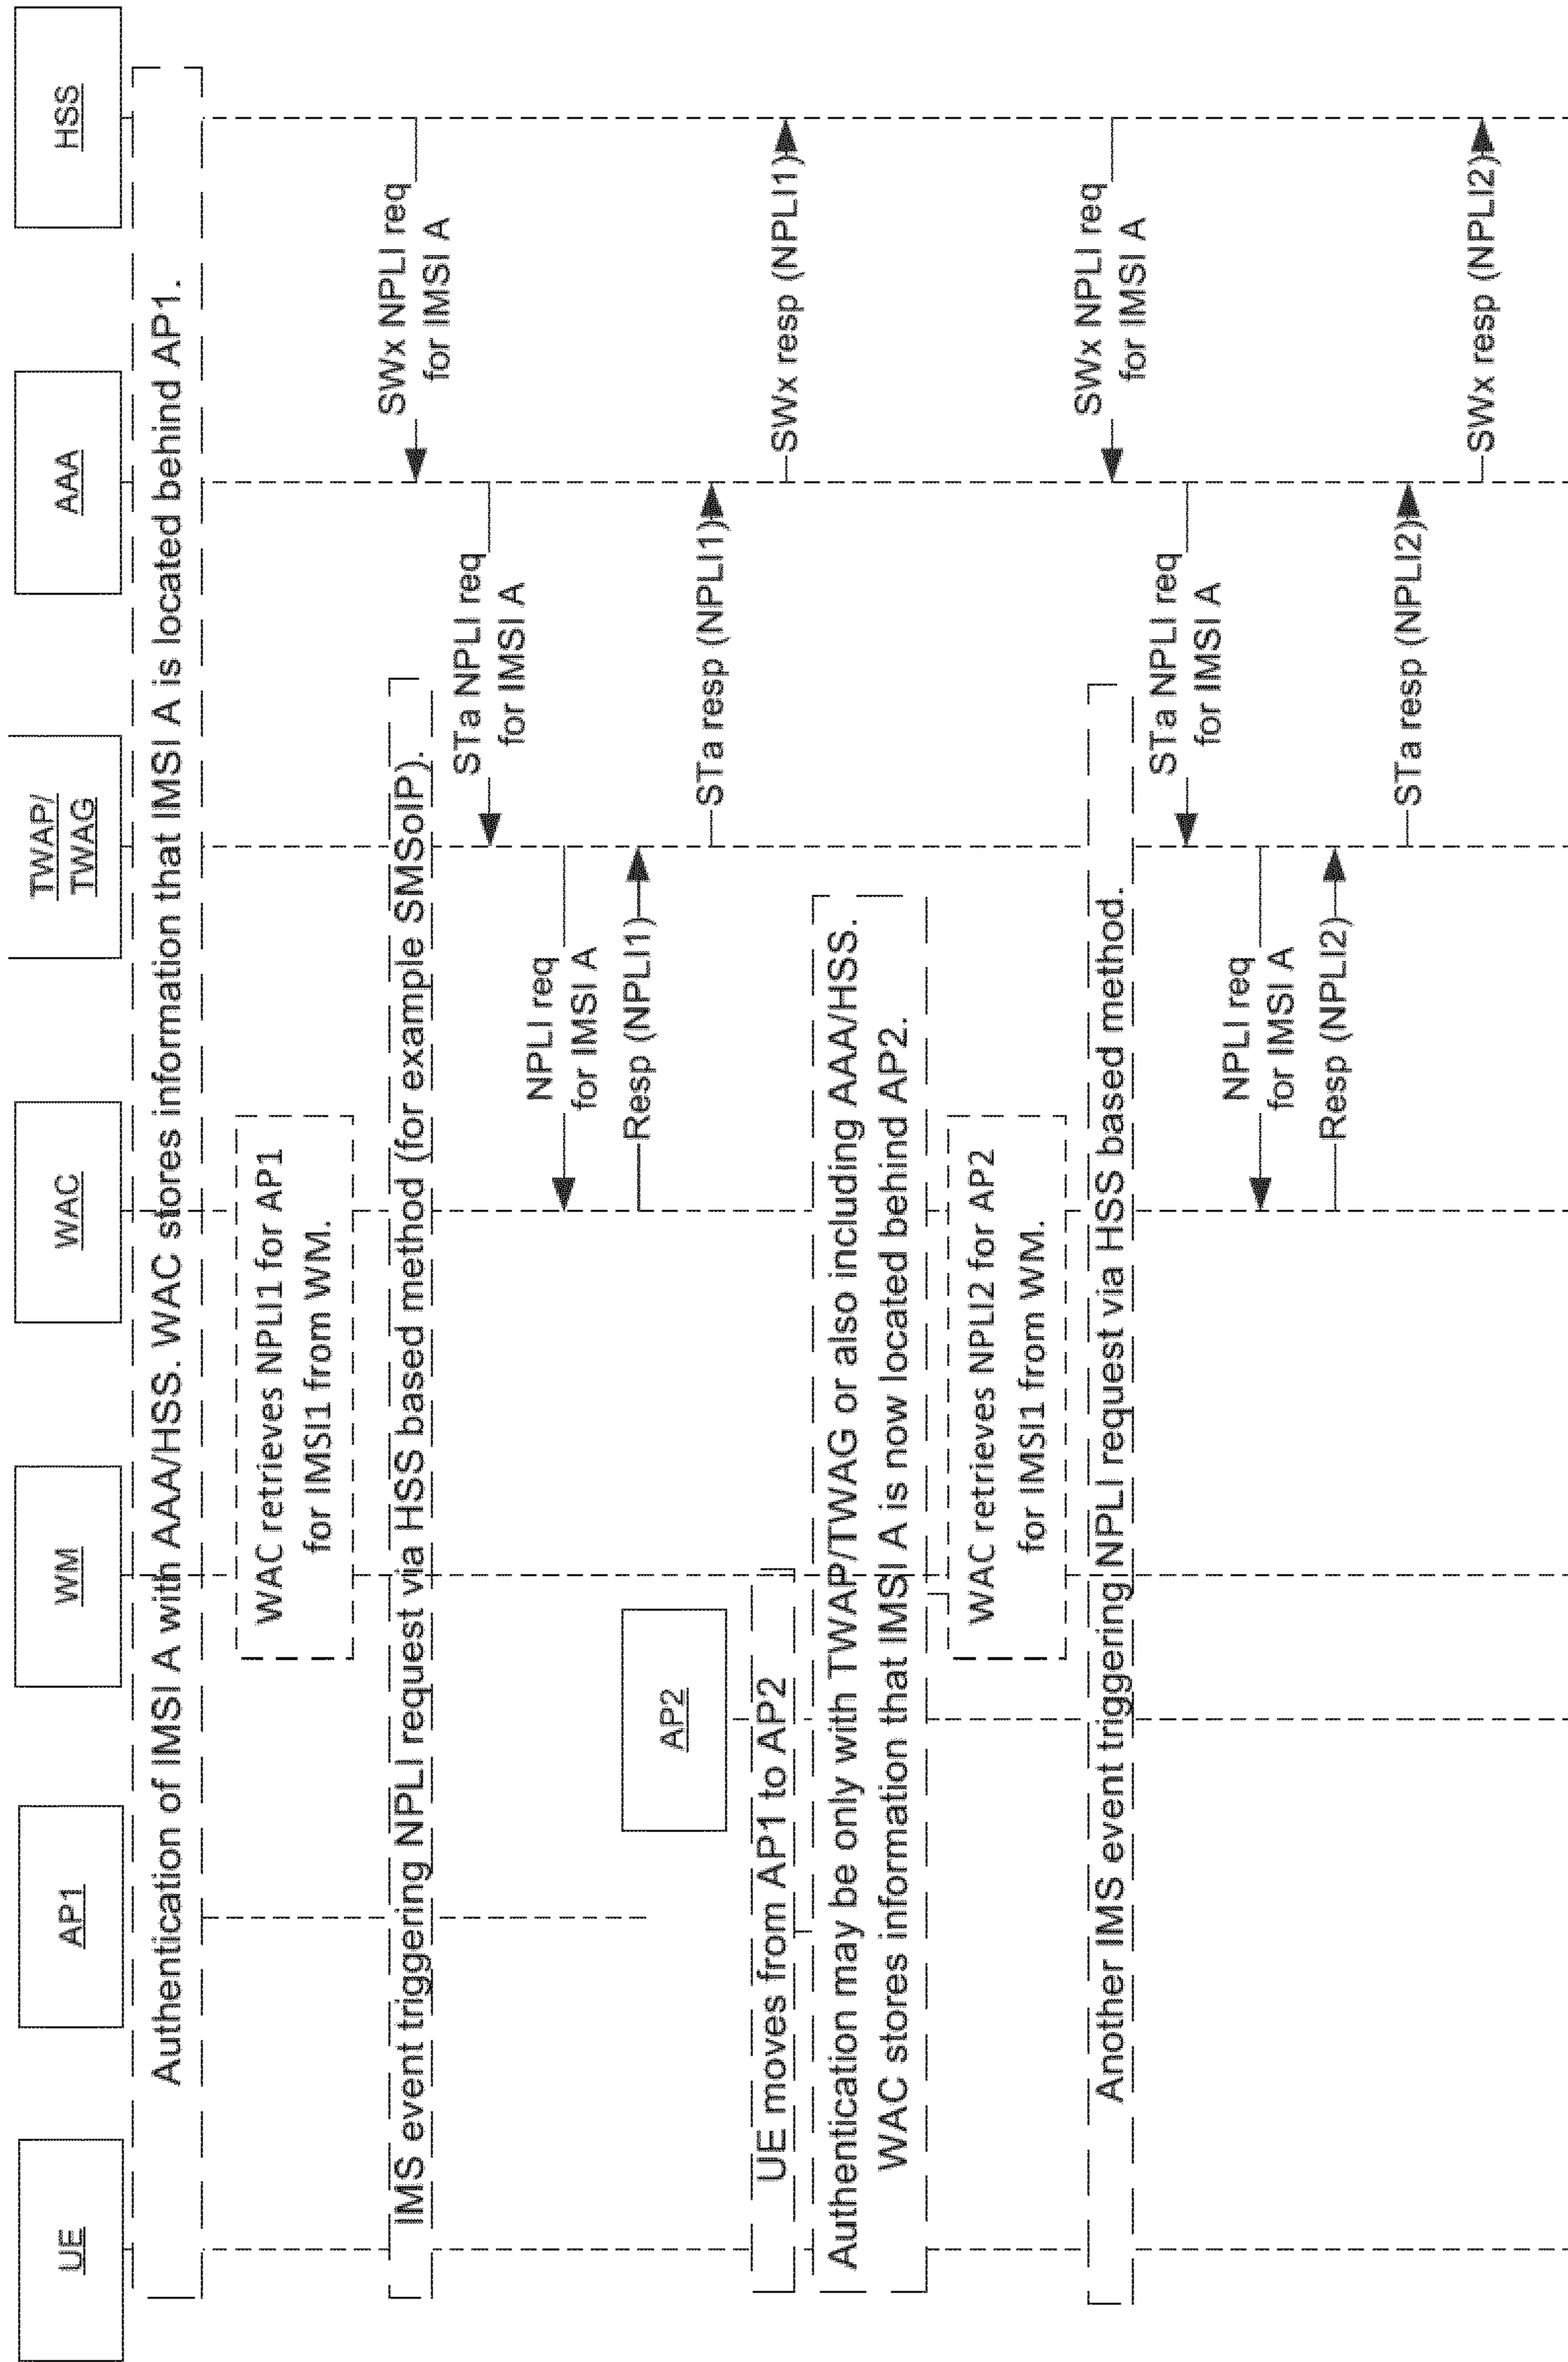 UE
AP1
WM
WAC
TWAP/
TWAG
AAA
HSS
Authentication of IMSI A with AAA/HSS. WAC stores information that IMSI A is located behind AP1.
WAC retrieves NPLI1 for AP1
for IMSI1 from WM.
IMS event triggering NPLI request via HSS based method (for example SMSoIP).
SWx NPLI req
for IMSI A
STa NPLI req
for IMSI A
NPLI req
for IMSI A
Resp (NPLI1)
STa resp (NPLI1)
SWx resp (NPLI1)
AP2
UE moves from AP1 to AP2
Authentication may be only with TWAP/TWAG or also including AAA/HSS.
WAC stores information that IMSI A is now located behind AP2.
WAC retrieves NPLI2 for AP2
for IMSI1 from WM.
Another IMS event triggering NPLI request via HSS based method.
SWx NPLI req
for IMSI A
STa NPLI req
for IMSI A
NPLI req
for IMSI A
Resp (NPLI2)
STa resp (NPLI2)
SWx resp (NPLI2)